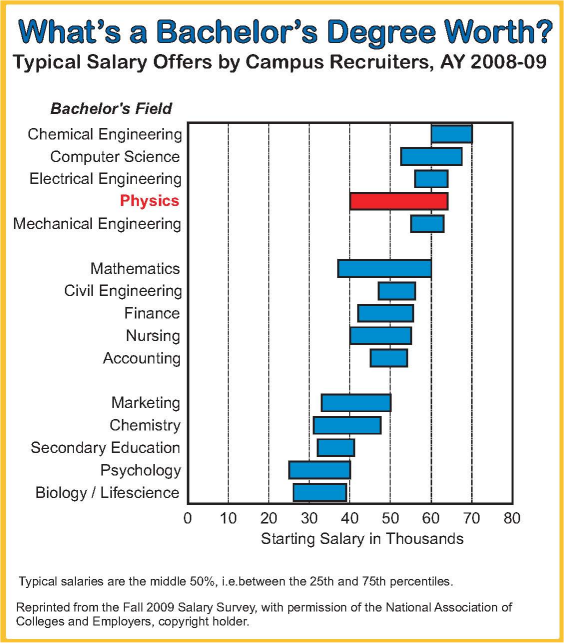 What's a Bachelor's Degree Worth?
Typical Salary Offers by Campus Recruiters, AY 2008-09
Bachelor's Field
Chemical Engineering
Computer Science
Electrical Engineering
Physics
Mechanical Engineering
Mathematics
Civil Engineering
Finance
Nursing
Accounting
Marketing
Chemistry
Secondary Education
Psychology
Biology / Lifescience
0 10 20 30 40 50 60 70 80
Starting Salary in Thousands
Typical salaries are the middle 50%, i.e.between the 25th and 75th percentiles.
Reprinted from the Fall 2009 Salary Survey, with permission of the National Association of
Colleges and Employers, copyright holder.